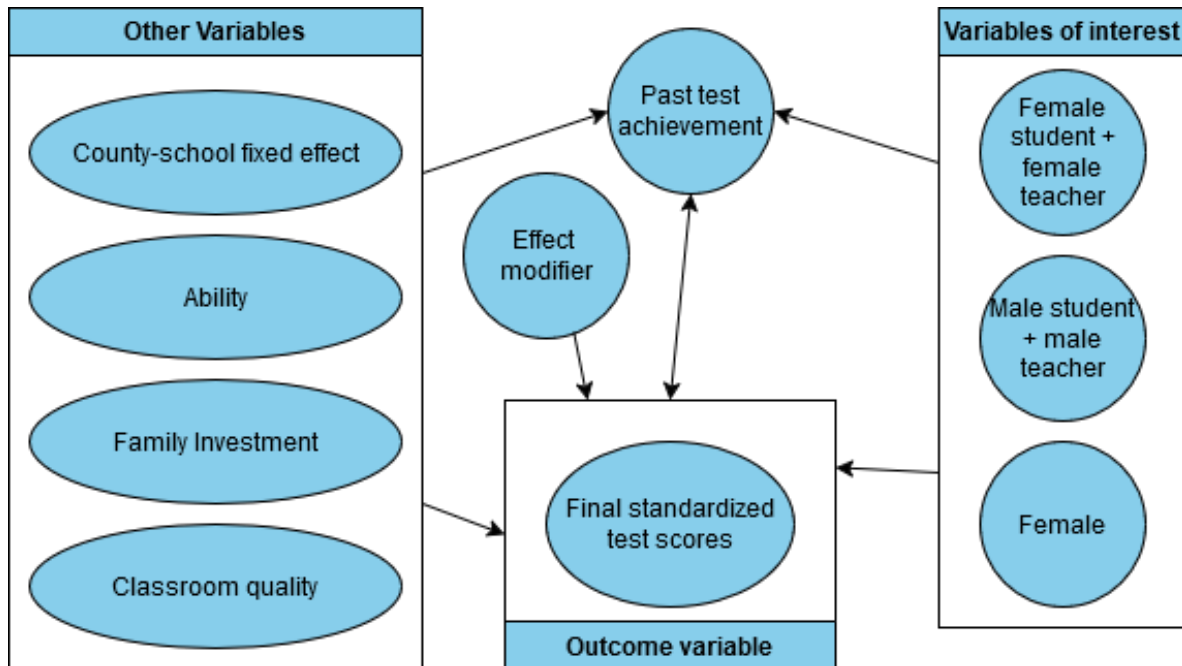 Other Variables
County-school fixed effect
Ability
Family Investment
Classroom quality
Past test
achievement
Effect
modifier
Final standardized
test scores
Outcome variable
Variables of interest
Female
student +
female
teacher
Male student
+ male
teacher
Female